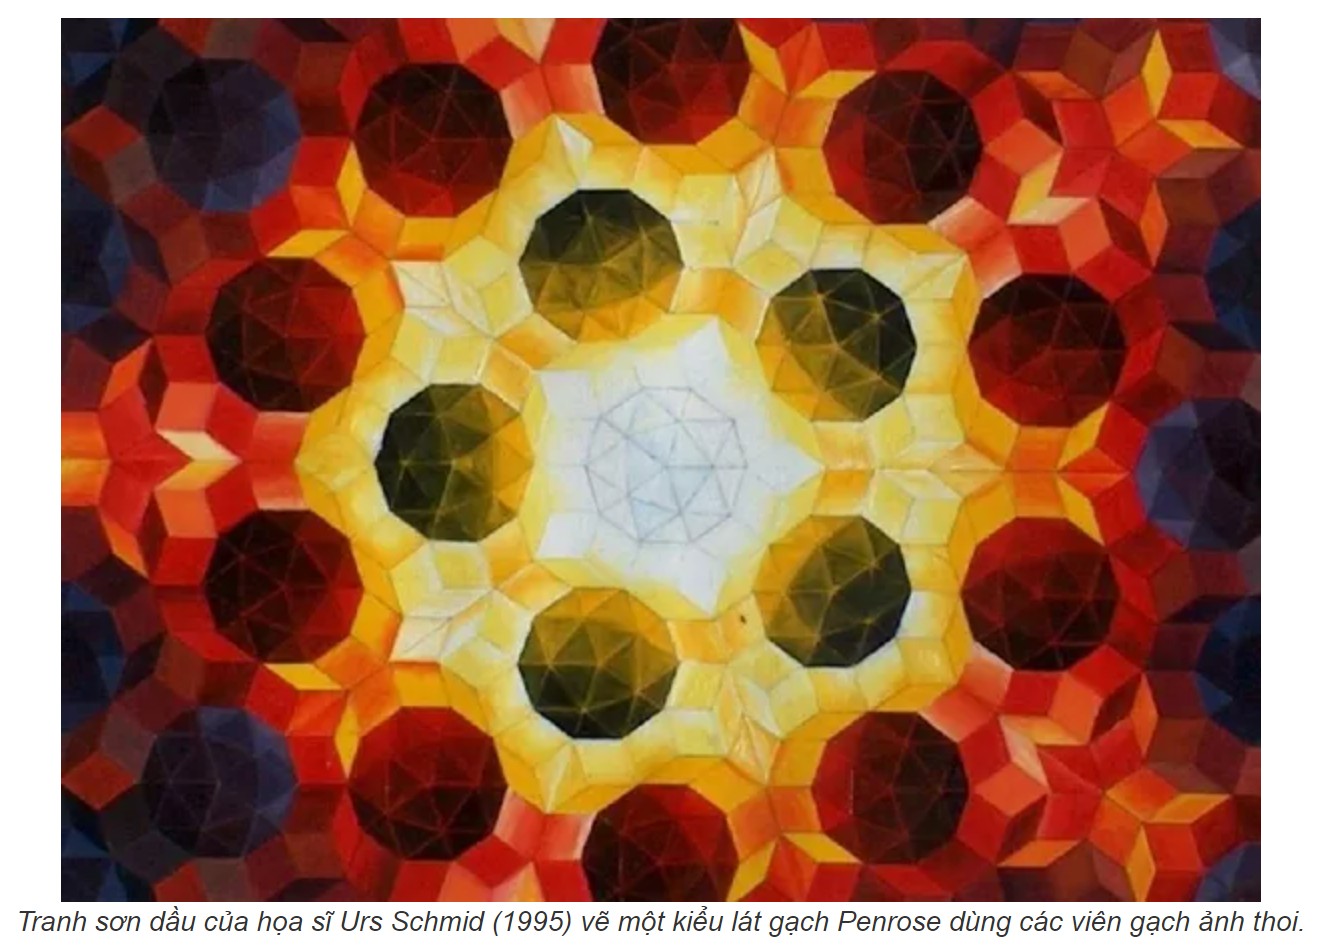 Tranh sơn dầu của họa sĩ Urs Schmid (1995) vẽ một kiểu lát gạch Penrose dùng các viên gạch ảnh thoi.